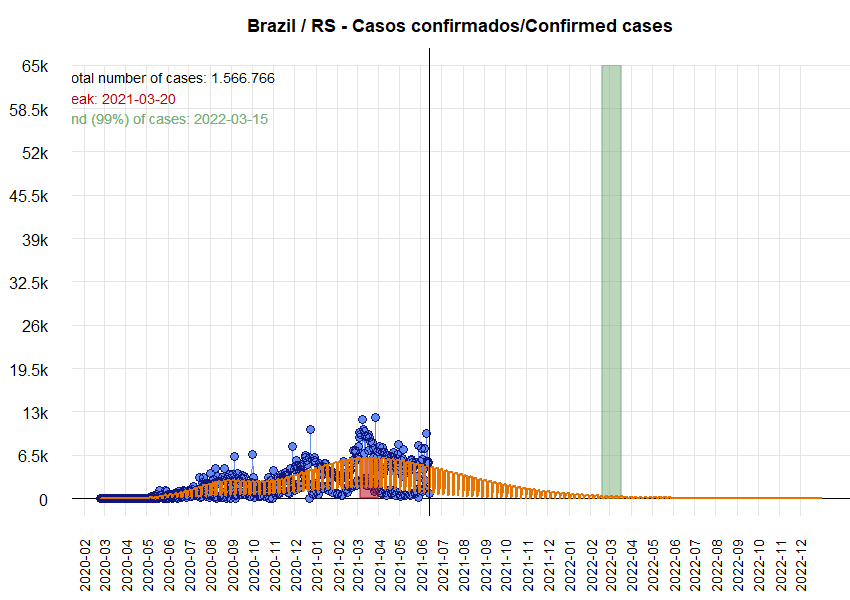 Brazil / RS - Casos confirmados/Confirmed cases
otal number of cases: 1.566.766
eak: 2021-03-20
nd (99%) of cases: 2022-03-15
65k
58.5k
52k
45.5k
39k
32.5k
26k
19.5k
13k
6.5k
0
2020-02
2020-03
2020-04
2020-05
2020-06
2020-07
2020-08
2020-09
2020-10
2020-11
2020-12
2021-01
2021-02
2021-03
2021-04
2021-05
2021-06
2021-07
2021-08
2021-09
2021-10
2021-11
2021-12
2022-01
2022-02
2022-03
2022-04
2022-05
2022-06
2022-07
2022-08
2022-09
2022-10
2022-11
2022-12